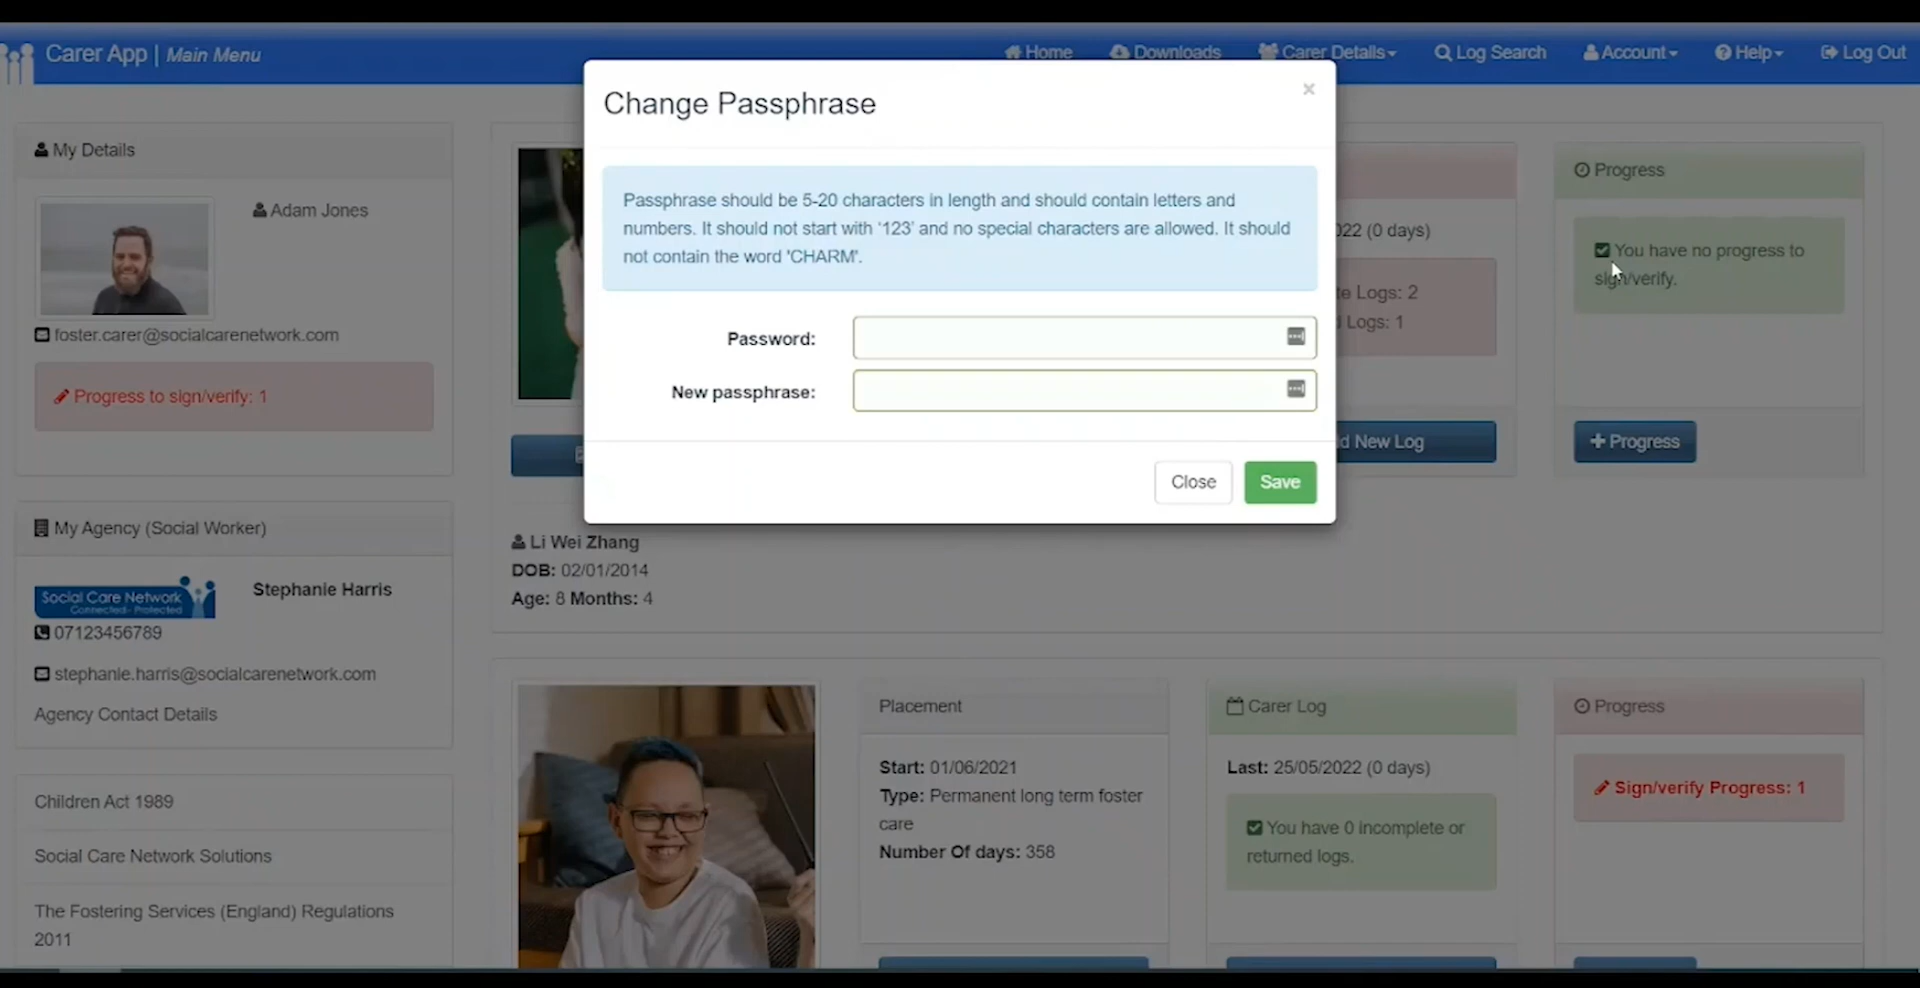 Carer App | Main Menu
Home
Downloads
Carer Details
Log Search
Account
Help
Log Out
Change Passphrase
×
Passphrase should be 5-20 characters in length and should contain letters and
numbers. It should not start with ‘123’ and no special characters are allowed. It should
not contain the word 'CHARM'.
Password:
New passphrase:
Close
Save
My Details
Adam Jones
foster.carer@socialcarenetwork.com
Progress to sign/verify: 1
My Agency (Social Worker)
Social Care Network
Connected - Protected
Stephanie Harris
07123456789
stephanie.harris@socialcarenetwork.com
Agency Contact Details
Children Act 1989
Social Care Network Solutions
The Fostering Services (England) Regulations
2011
Li Wei Zhang
DOB: 02/01/2014
Age: 8 Months: 4
022 (0 days)
te Logs: 2
Logs: 1
d New Log
Progress
You have no progress to
sign/verify.
Progress
Placement
Start: 01/06/2021
Type: Permanent long term foster
care
Number Of days: 358
Carer Log
Last: 25/05/2022 (0 days)
You have 0 incomplete or
returned logs.
Progress
Sign/verify Progress: 1